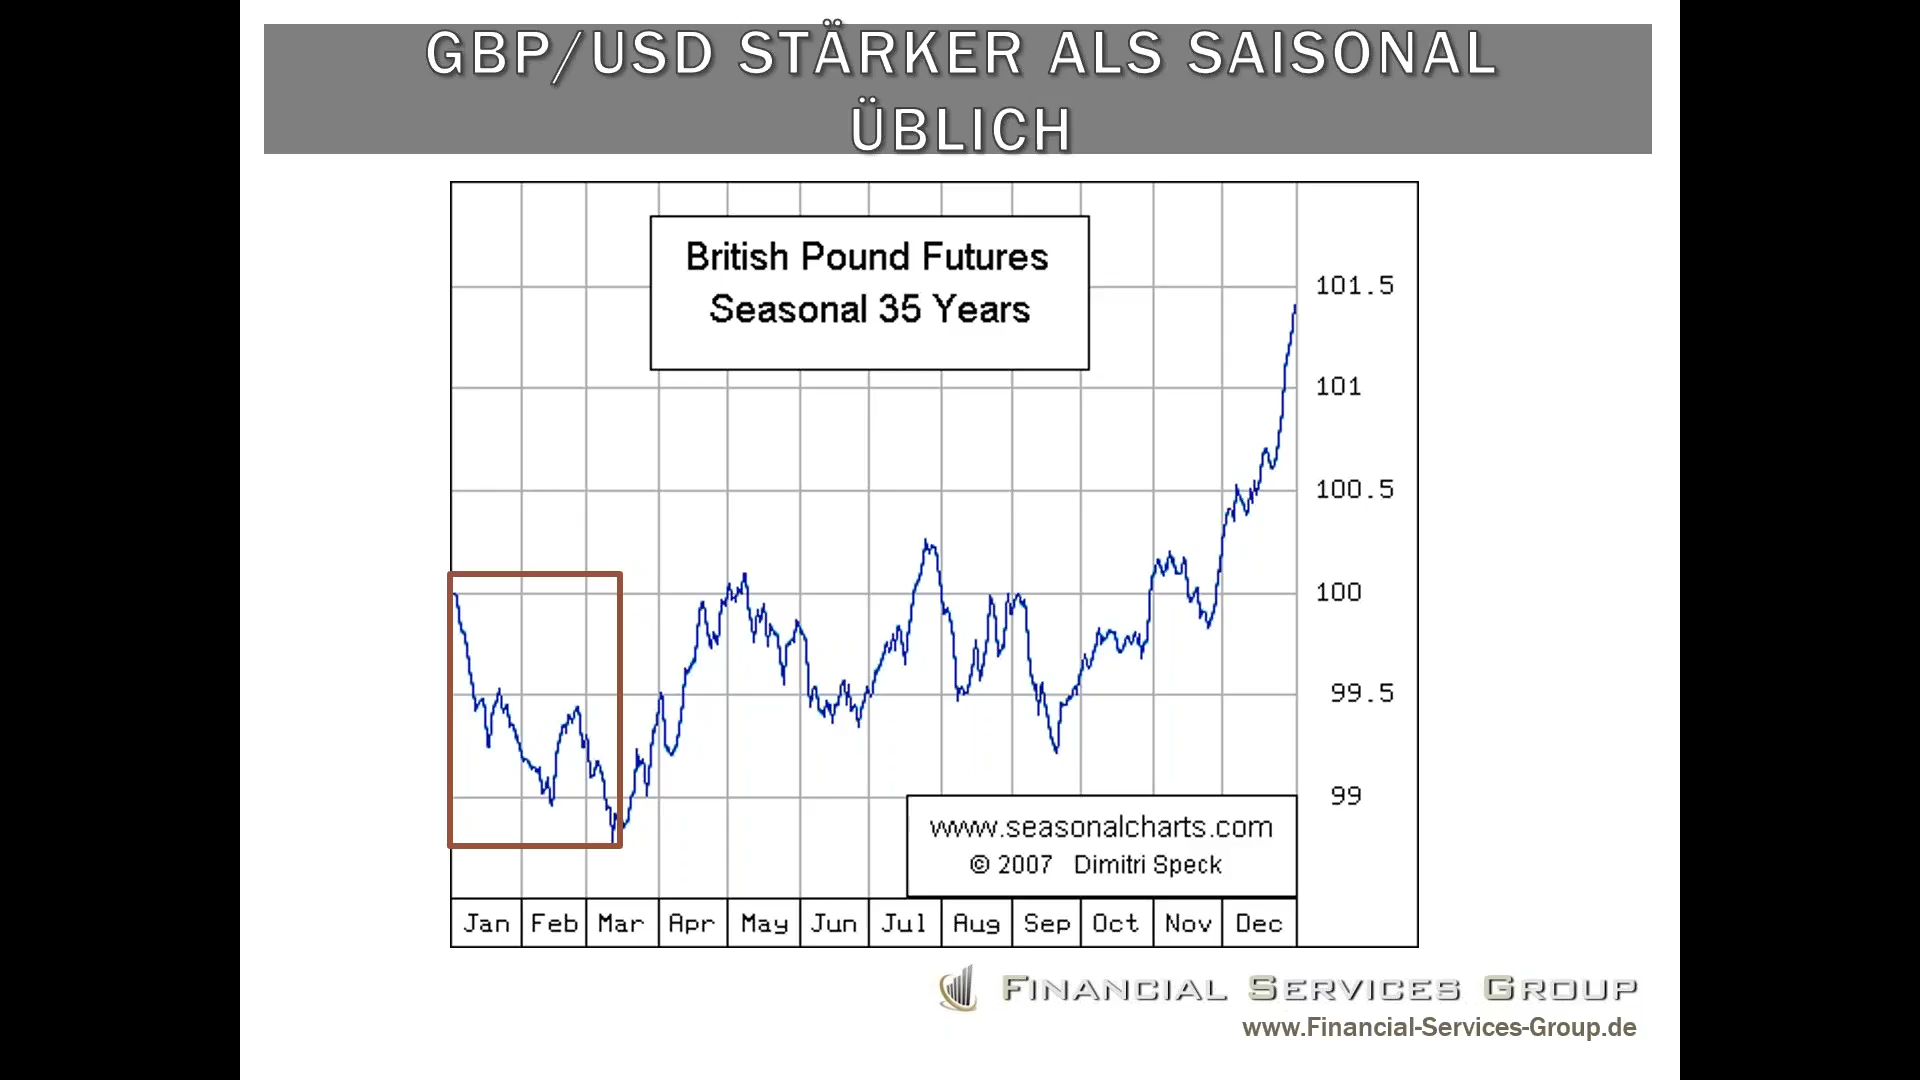 GBP/USD STÄRKER ALS SAISONAL
ÜBLICH
British Pound Futures
Seasonal 35 Years
101.5
101
100.5
100
99.5
99
www.seasonalcharts.com
© 2007 Dimitri Speck
Jan Feb Mar Apr May Jun Jul Aug Sep Oct Nov Dec
FINANCIAL SERVICES GROUP
www.Financial-Services-Group.de